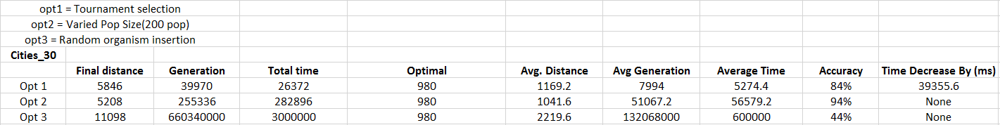 opt1 = Tournament selection
opt2 = Varied Pop Size(200 pop)
opt3 = Random organism insertion
Cities_30
Final distance Generation Total time Optimal Avg. Distance Avg Generation Average Time Accuracy Time Decrease By (ms)
Opt 1 5846 39970 26372 980 1169.2 7994 5274.4 84% 39355.6
Opt 2 5208 255336 282896 980 1041.6 51067.2 56579.2 94% None
Opt 3 11098 660340000 3000000 980 2219.6 132068000 600000 44% None